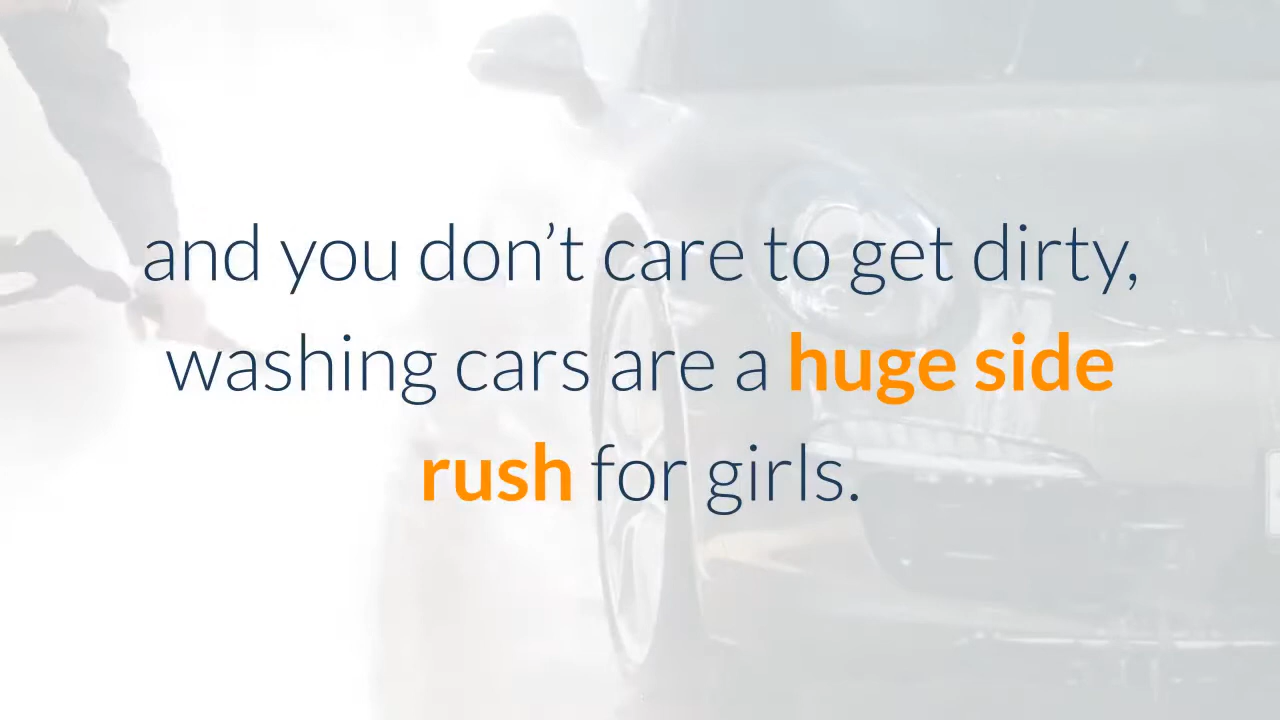 and you don’t care to get dirty,
washing cars are a huge side
rush for girls.